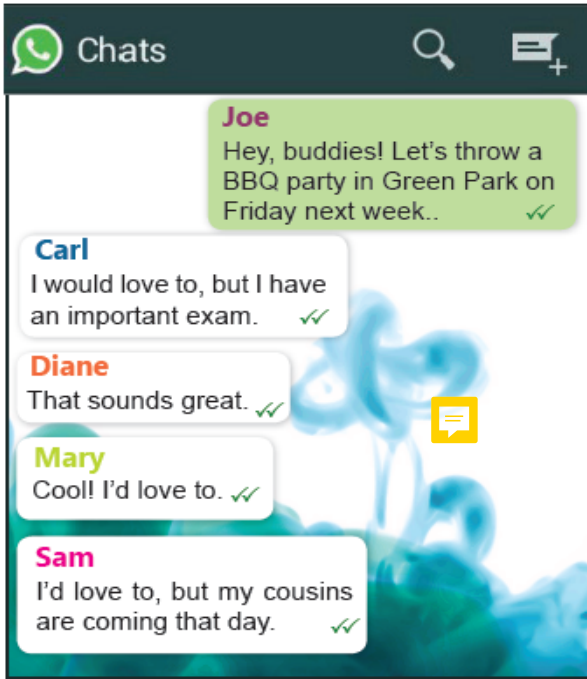 Chats
Joe
Hey, buddies! Let's throw a
BBQ party in Green Park on
Friday next week..
Carl
I would love to, but I have
an important exam.
Diane
That sounds great.
Mary
Cool! I'd love to.
Sam
I'd love to, but my cousins
are coming that day.